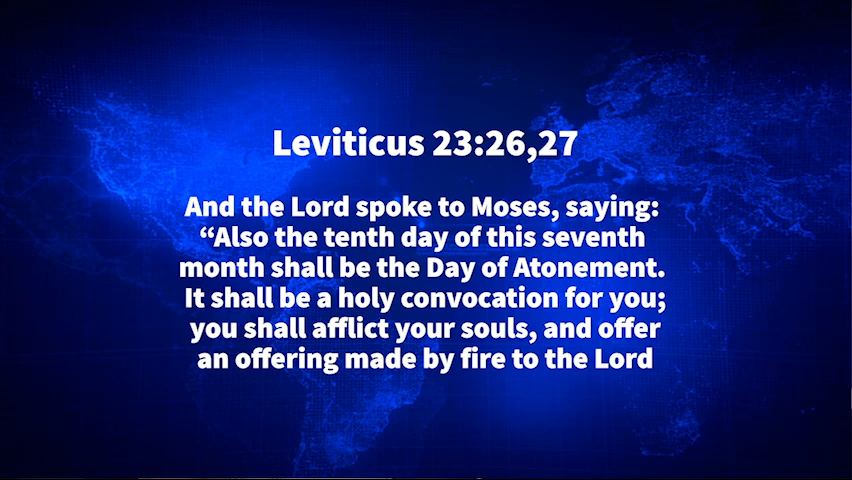 Leviticus 23:26,27
And the Lord spoke to Moses, saying:
“Also the tenth day of this seventh
month shall be the Day of Atonement.
It shall be a holy convocation for you;
you shall afflict your souls, and offer
an offering made by fire to the Lord